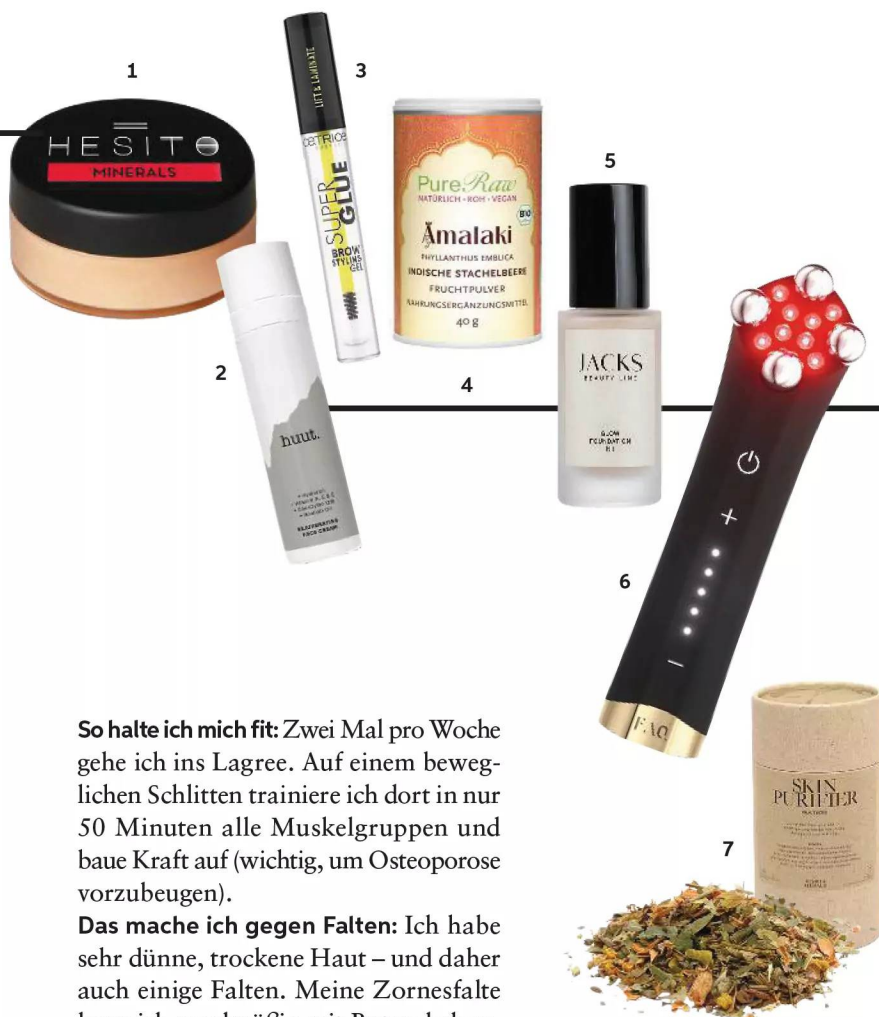 1
HESITO
MINERALS
3
LIFT & LAMINATE
CATRICE
SUPER
GLUE
BROW
STYLING
GEL
PureRaw
NATÜRLICH • ROH • VEGAN
BIO
Āmalaki
PHYLLANTHUS EMBLICA
INDISCHE STACHELBEERE
FRUCHTPULVER
NAHRUNGSERGÄNZUNGSMITTEL
40 g
5
2
huut.
REJUVENATING
FACE CREAM
4
JACKS
BEAUTY LINE
GLOW
FOUNDATION
6
FAQ
7
SKIN
PURIFIER
So halte ich mich fit: Zwei Mal pro Woche
gehe ich ins Lagree. Auf einem beweg-
lichen Schlitten trainiere ich dort in nur
50 Minuten alle Muskelgruppen und
baue Kraft auf (wichtig, um Osteoporose
vorzubeugen).
Das mache ich gegen Falten: Ich habe
sehr dünne, trockene Haut – und daher
auch einige Falten. Meine Zornesfalte